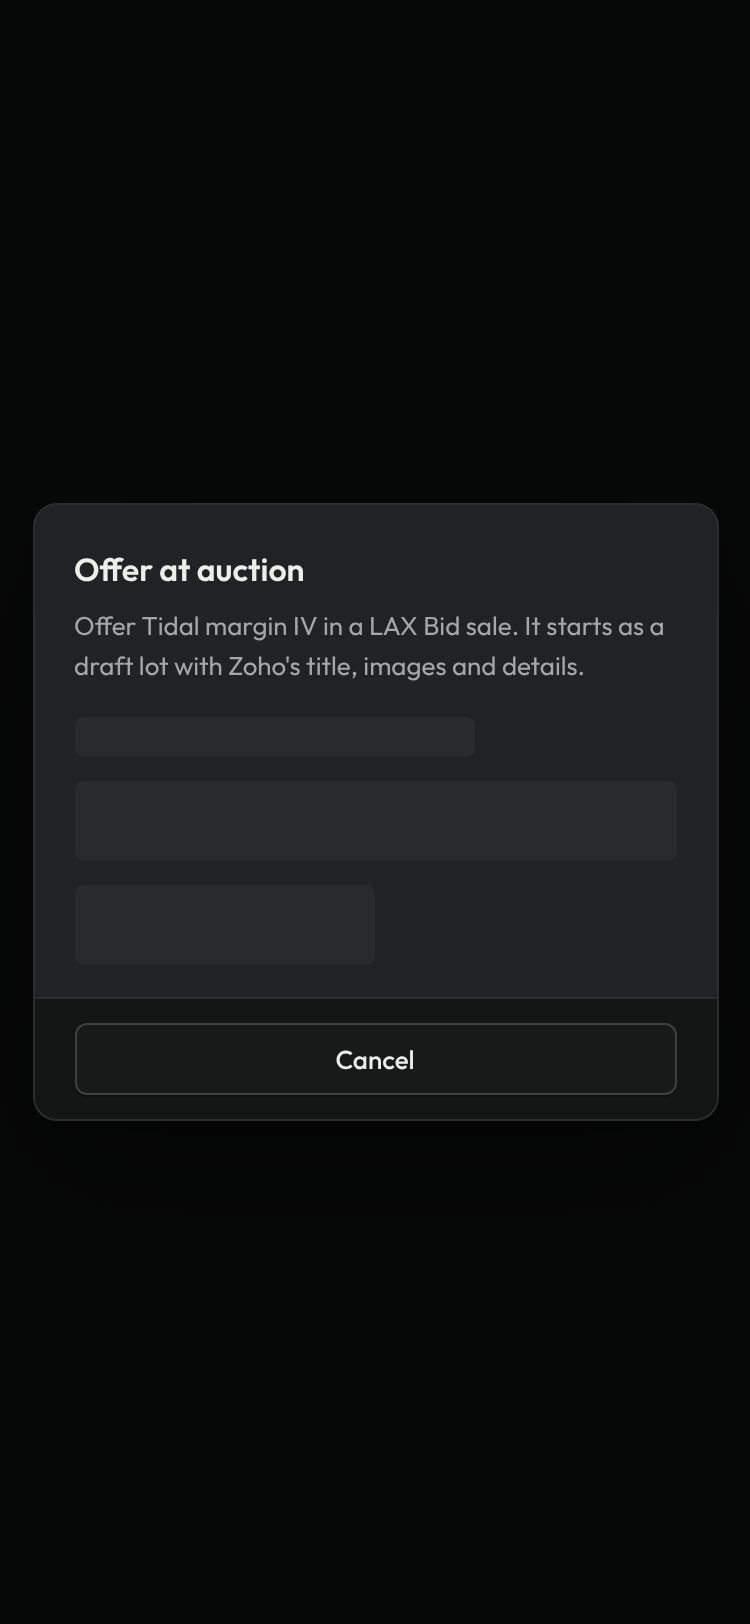 Offer at auction
Offer Tidal margin IV in a LAX Bid sale. It starts as a
draft lot with Zoho's title, images and details.
Cancel